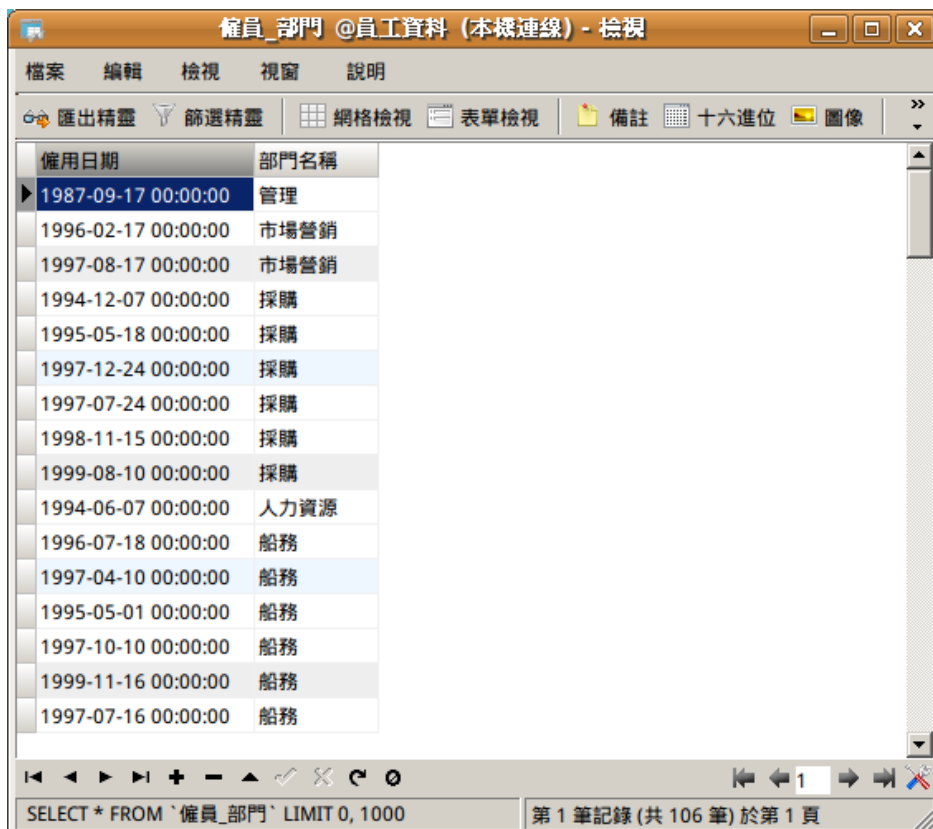 僱員_部門 @員工資料 (本機連線) - 檢視
檔案 編輯 檢視 視窗 說明
匯出精靈 篩選精靈 網格檢視 表單檢視 備註 十六進位 圖像
僱用日期 部門名稱
1987-09-17 00:00:00 管理
1996-02-17 00:00:00 市場營銷
1997-08-17 00:00:00 市場營銷
1994-12-07 00:00:00 採購
1995-05-18 00:00:00 採購
1997-12-24 00:00:00 採購
1997-07-24 00:00:00 採購
1998-11-15 00:00:00 採購
1999-08-10 00:00:00 採購
1994-06-07 00:00:00 人力資源
1996-07-18 00:00:00 船務
1997-04-10 00:00:00 船務
1995-05-01 00:00:00 船務
1997-10-10 00:00:00 船務
1999-11-16 00:00:00 船務
1997-07-16 00:00:00 船務
1
SELECT * FROM `僱員_部門` LIMIT 0, 1000 第 1 筆記錄 (共 106 筆) 於第 1 頁